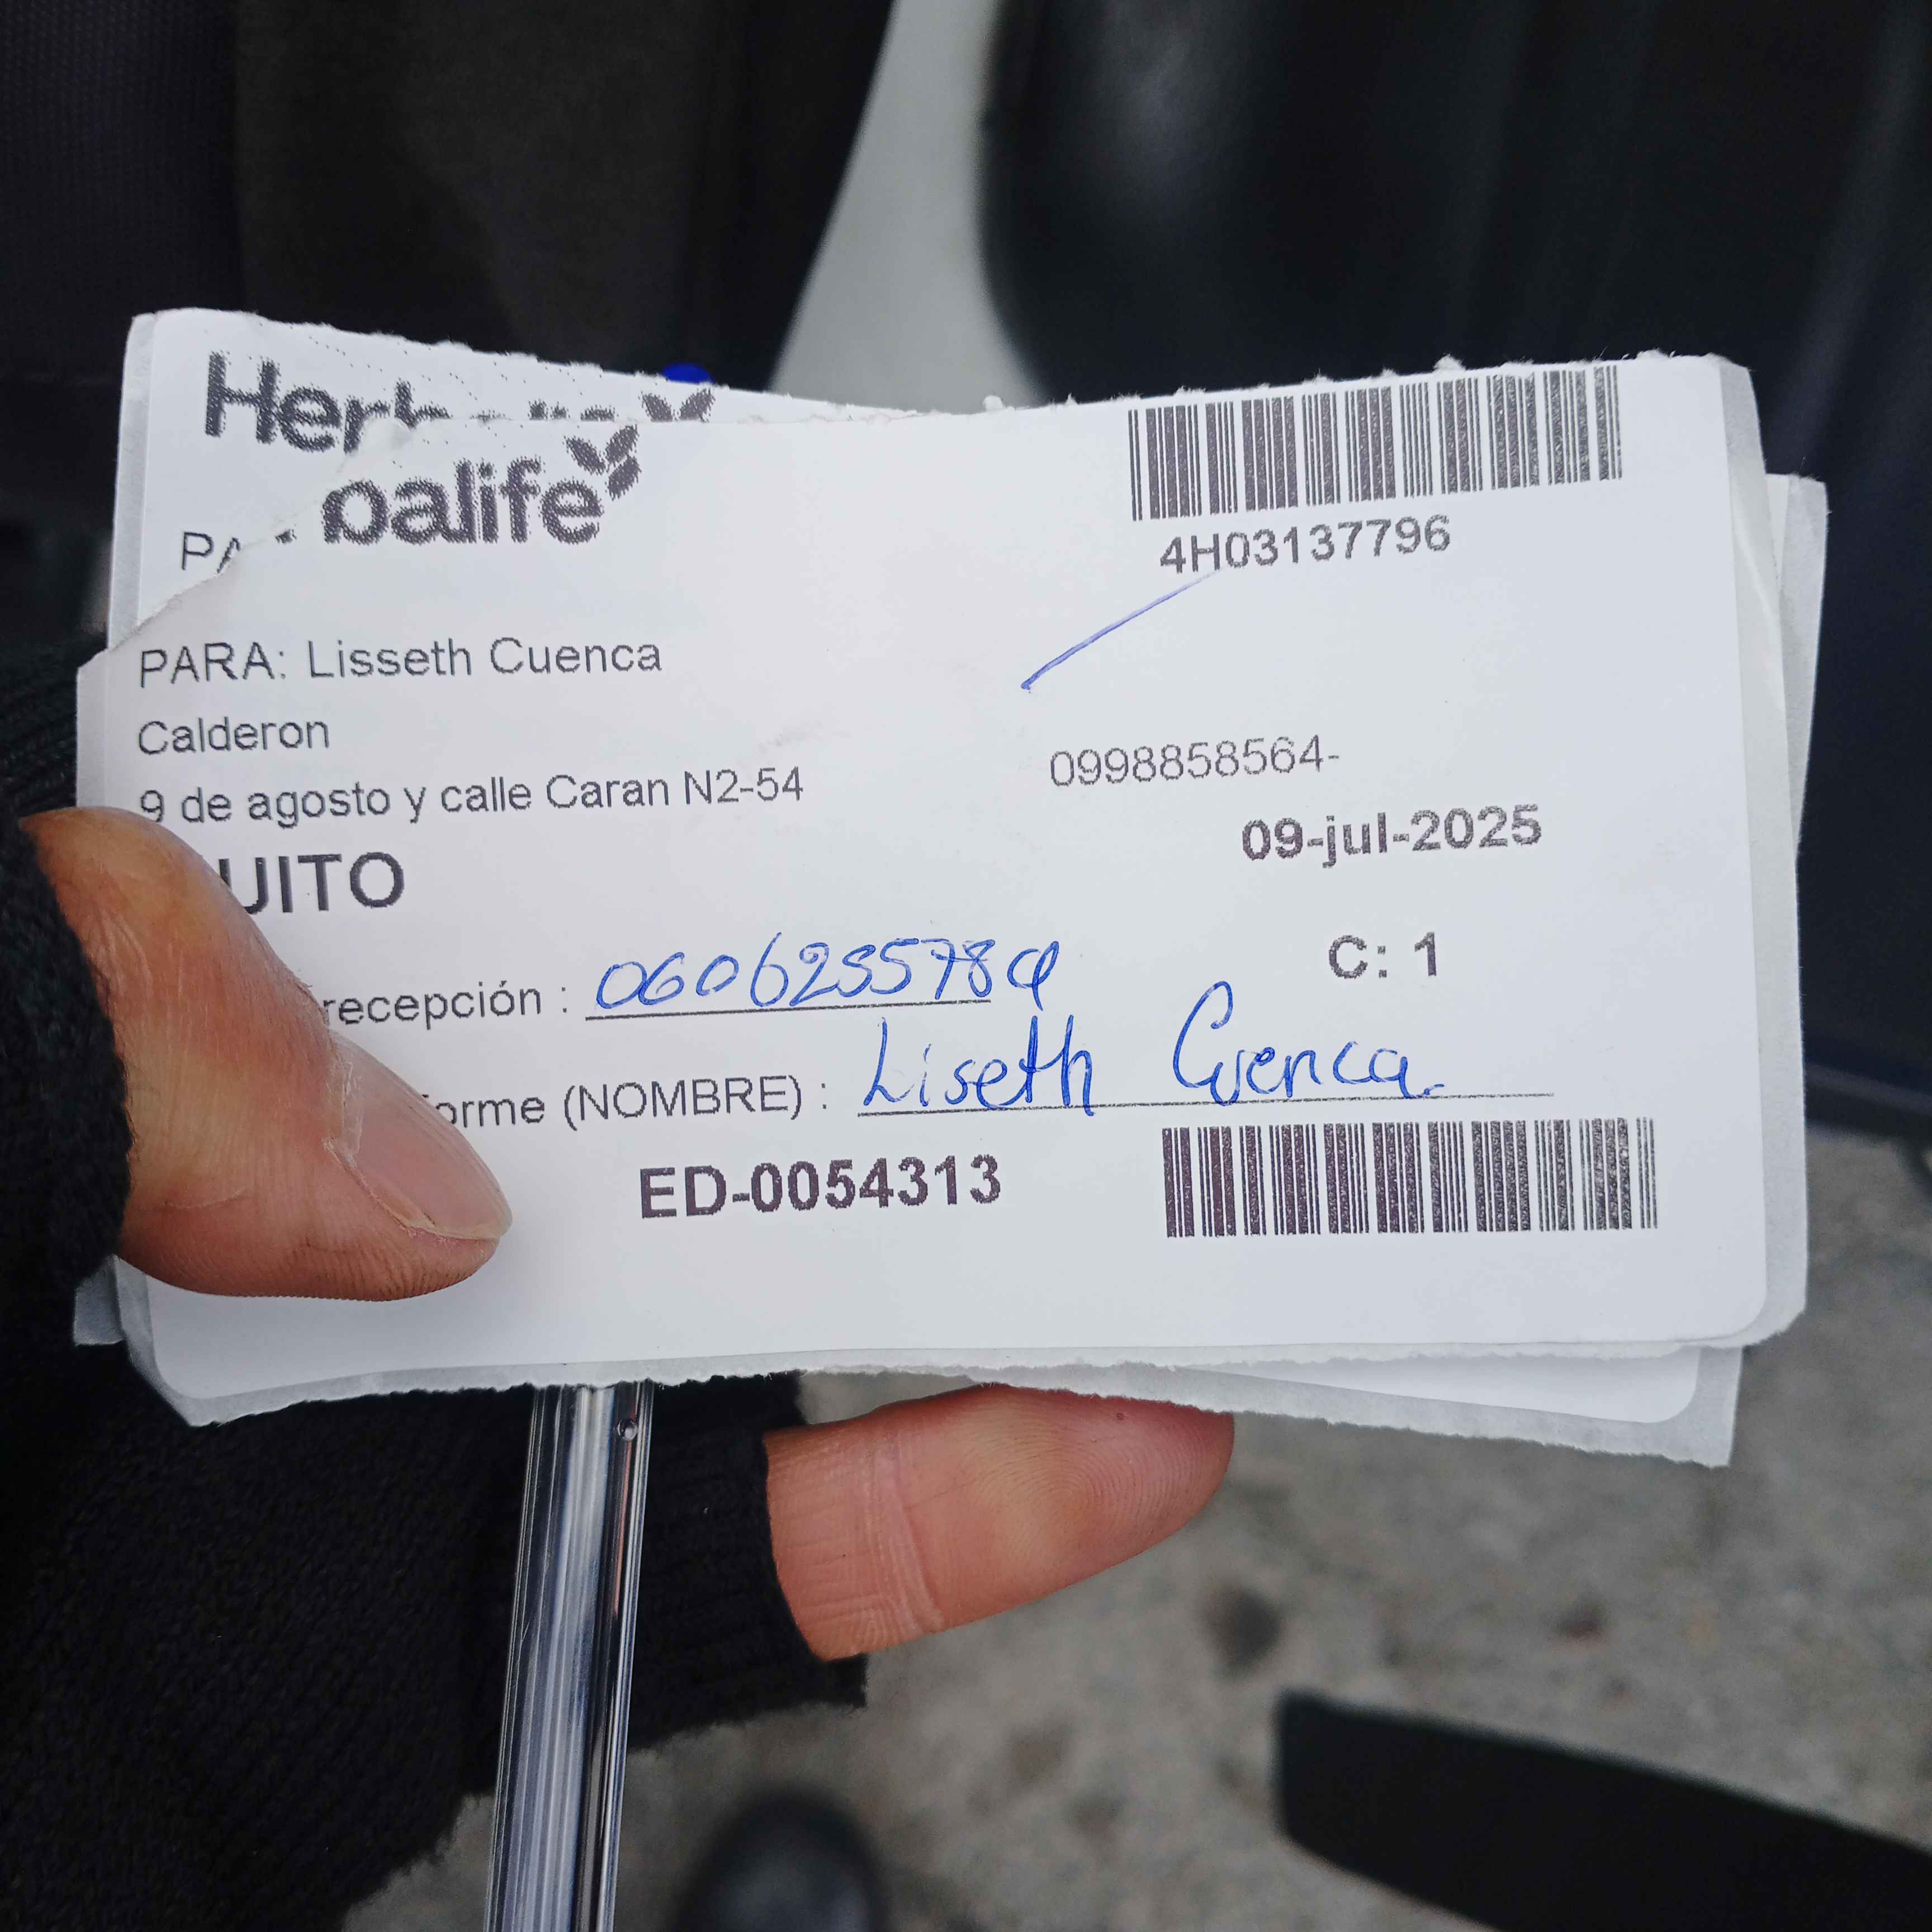 Herbalife
balife
4H03137796
PARA: Lisseth Cuenca
Calderon
0998858564-
9 de agosto y calle Caran N2-54
09-jul-2025
UITO
C: 1
recepción : 0606255789
orme (NOMBRE) : Liseth Cuenca.
ED-0054313